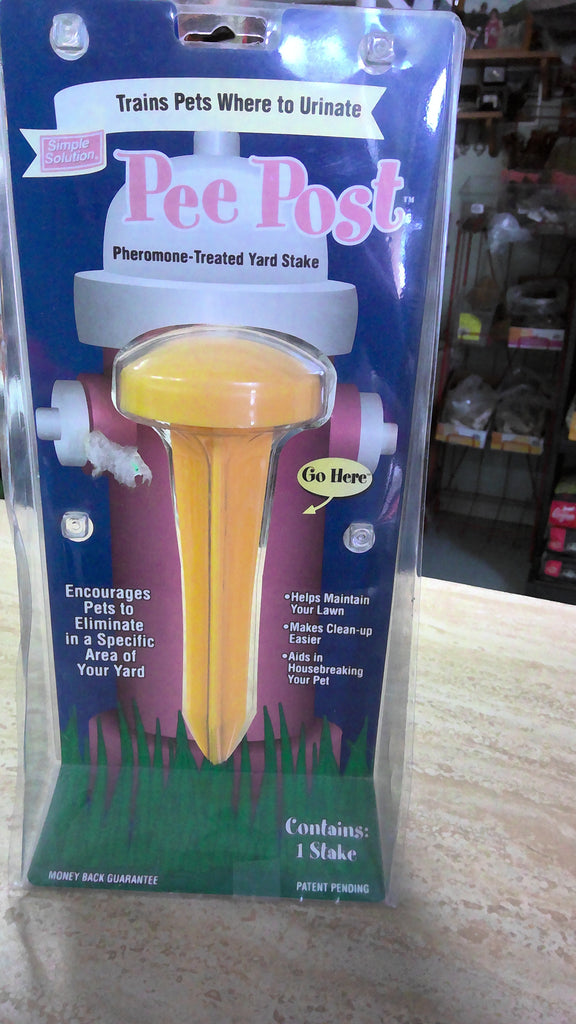 Trains Pets Where to Urinate
Simple
Solution
Pee Post™
Pheromone-Treated Yard Stake
Go Here
Encourages
Pets to
Eliminate
in a Specific
Area of
Your Yard
•Helps Maintain
Your Lawn
•Makes Clean-up
Easier
•Aids in
Housebreaking
Your Pet
Contains:
1 Stake
MONEY BACK GUARANTEE
PATENT PENDING